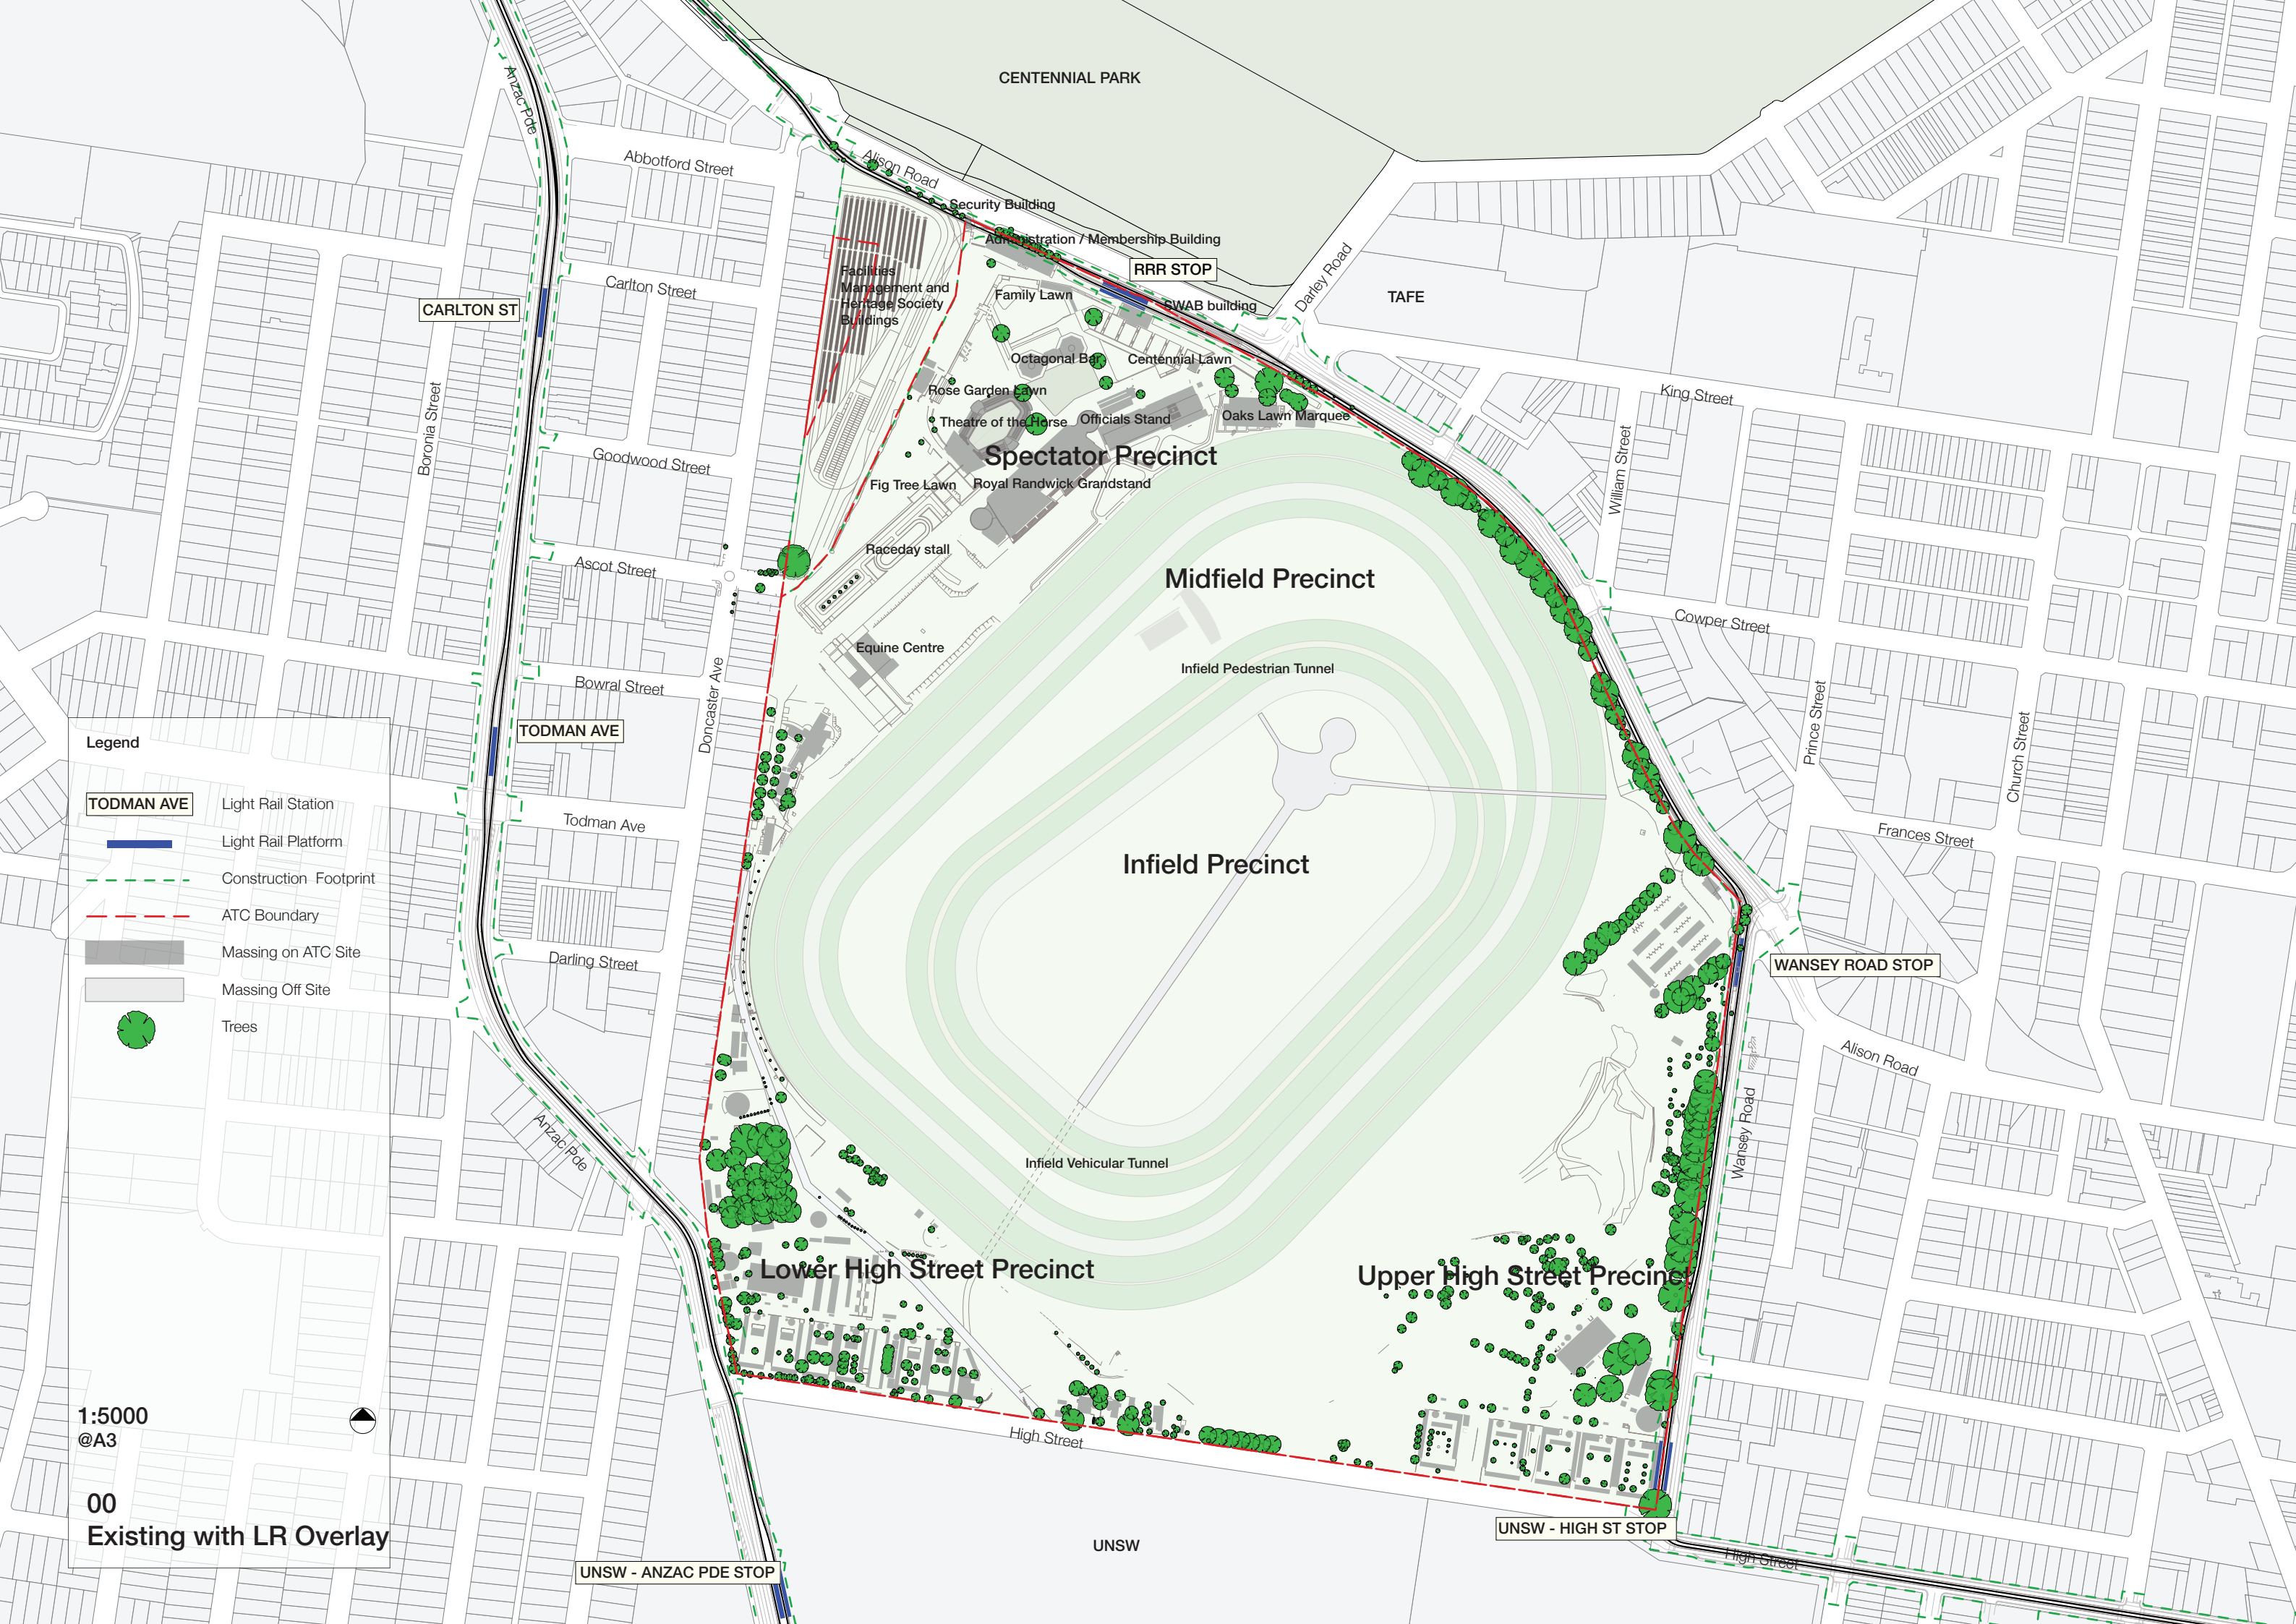 CENTENNIAL PARK
Anzac Pde
Abbotford Street
Alison Road
Security Building
Administration / Membership Building
RRR STOP
Darley Road
TAFE
Facilities
Management and
Heritage Society
Buildings
Carlton Street
CARLTON ST
Family Lawn
SWAB building
Octagonal Bar
Centennial Lawn
Rose Garden Lawn
Theatre of the Horse
Officials Stand
Oaks Lawn Marquee
King Street
Boronia Street
Goodwood Street
Spectator Precinct
William Street
Fig Tree Lawn
Royal Randwick Grandstand
Raceday stall
Ascot Street
Midfield Precinct
Cowper Street
Equine Centre
Infield Pedestrian Tunnel
Bowral Street
Doncaster Ave
Prince Street
Church Street
TODMAN AVE
Todman Ave
Frances Street
Infield Precinct
Darling Street
WANSEY ROAD STOP
Alison Road
Wansey Road
Anzac Pde
Infield Vehicular Tunnel
Lower High Street Precinct
Upper High Street Precinct
High Street
UNSW - HIGH ST STOP
UNSW
High Street
UNSW - ANZAC PDE STOP
Legend
TODMAN AVE
Light Rail Station
Light Rail Platform
Construction Footprint
ATC Boundary
Massing on ATC Site
Massing Off Site
Trees
1:5000
@A3
00
Existing with LR Overlay